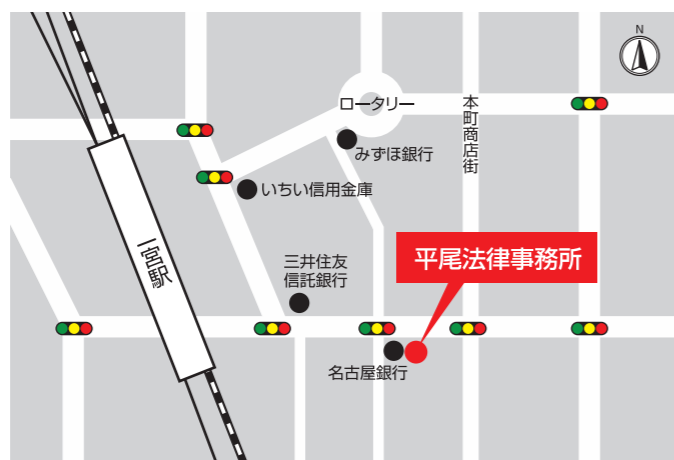 N
ロータリー
本町商店街
みずほ銀行
いちい信用金庫
一宮駅
平尾法律事務所
三井住友
信託銀行
名古屋銀行